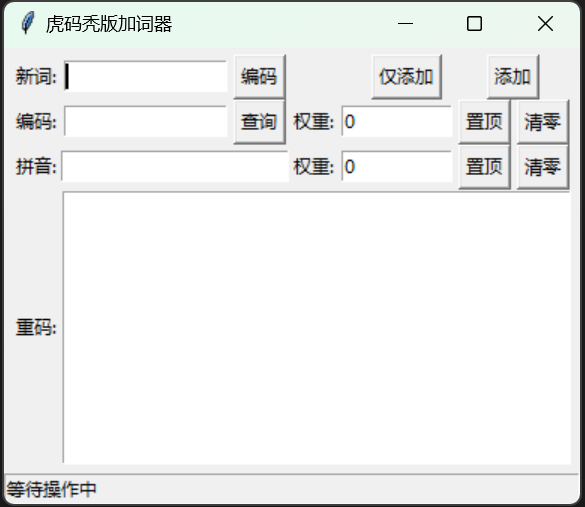 虎码秃版加词器
新词: 编码 仅添加 添加
编码: 查询 权重: 0 置顶 清零
拼音: 权重: 0 置顶 清零
重码:
等待操作中